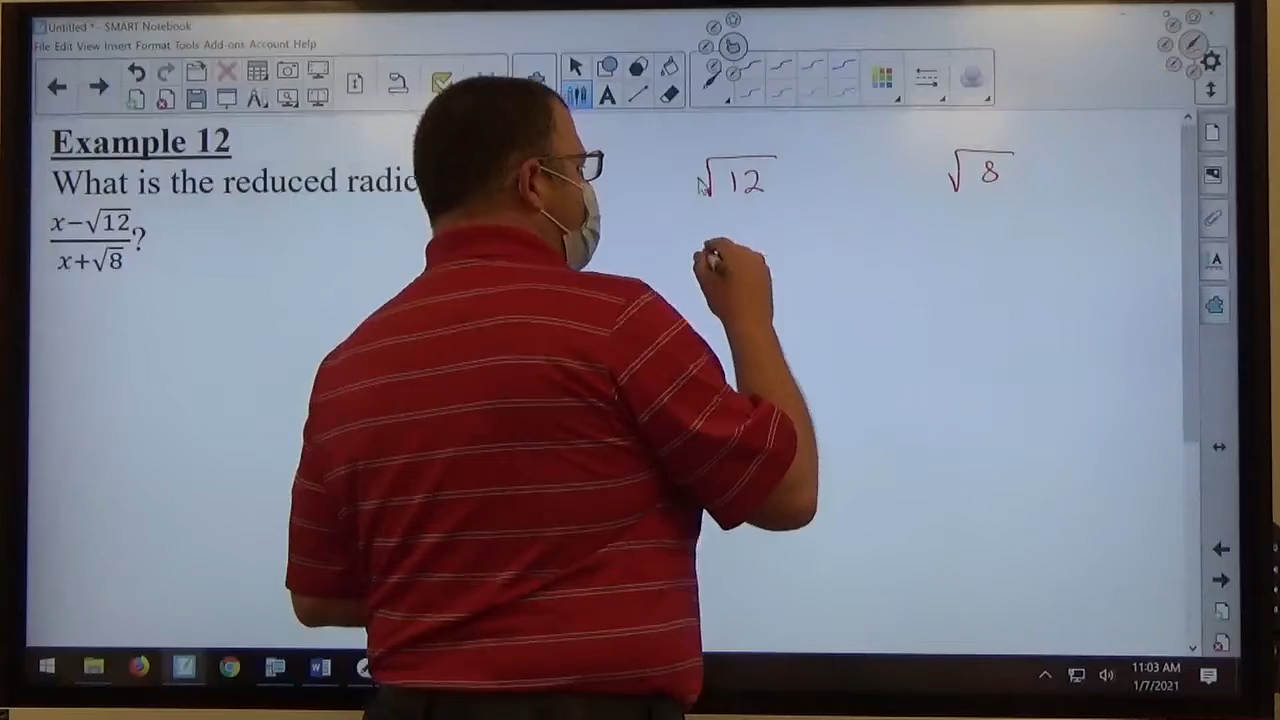 Untitled * - SMART Notebook
File Edit View Insert Format Tools Add-ons Account Help
Example 12
What is the reduced radic
x−√12
x+√8
?
√12
√8
11:03 AM
1/7/2021